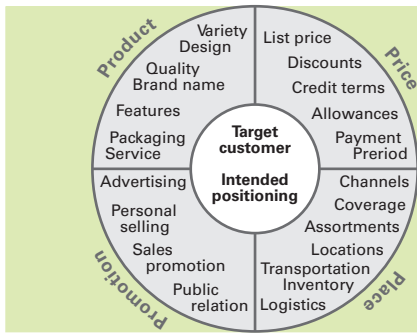 Product
Variety
Design
Quality
Brand name
Features
Packaging
Service
Price
List price
Discounts
Credit terms
Allowances
Payment
Preriod
Target
customer
Intended
positioning
Promotion
Advertising
Personal
selling
Sales
promotion
Public
relation
Place
Channels
Coverage
Assortments
Locations
Transportation
Inventory
Logistics